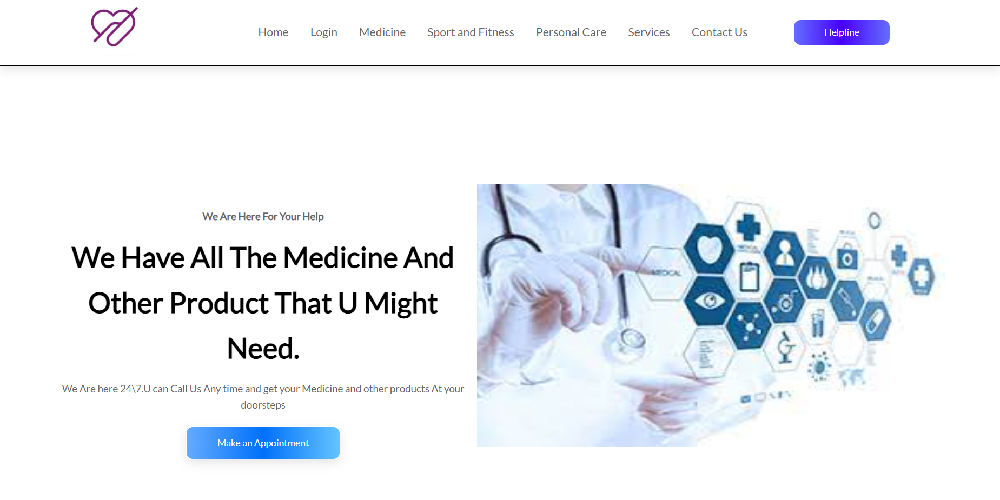 Home Login Medicine Sport and Fitness Personal Care Services Contact Us Helpline
We Are Here For Your Help
We Have All The Medicine And
Other Product That U Might
Need.
We Are here 24\7.U can Call Us Any time and get your Medicine and other products At your
doorsteps
Make an Appointment
MEDICAL
MEDICAL